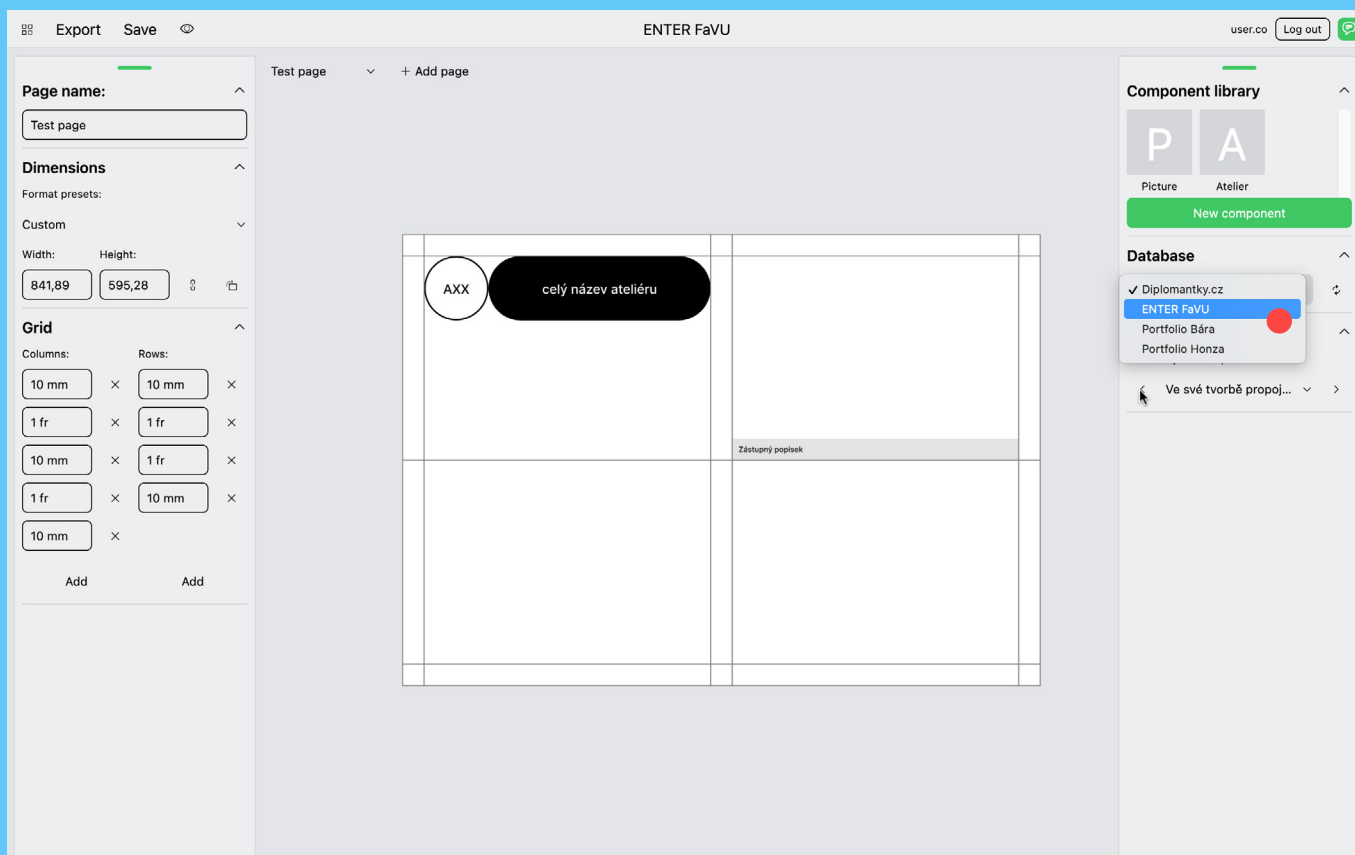 Export Save ENTER FaVU user.co Log out
Test page + Add page
Page name:
Test page
Dimensions
Format presets:
Custom
Width: Height:
841,89 595,28
Grid
Columns: Rows:
10 mm × 10 mm ×
1 fr × 1 fr ×
10 mm × 1 fr ×
1 fr × 10 mm ×
10 mm ×
Add Add
AXX celý název ateliéru
Zástupný popisek
Component library
P A
Picture Atelier
New component
Database
✓ Diplomantky.cz
ENTER FaVU
Portfolio Bára
Portfolio Honza
Ve své tvorbě propoj...